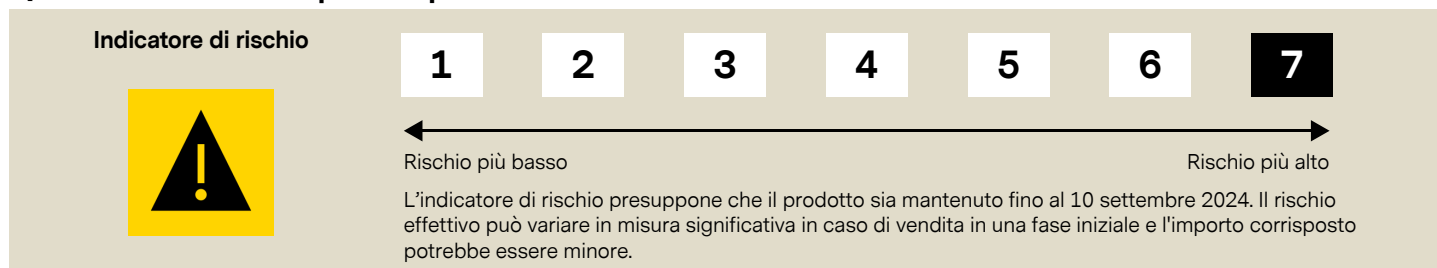 Indicatore di rischio
1 2 3 4 5 6 7
Rischio più basso Rischio più alto
L'indicatore di rischio presuppone che il prodotto sia mantenuto fino al 10 settembre 2024. Il rischio
effettivo può variare in misura significativa in caso di vendita in una fase iniziale e l'importo corrisposto
potrebbe essere minore.